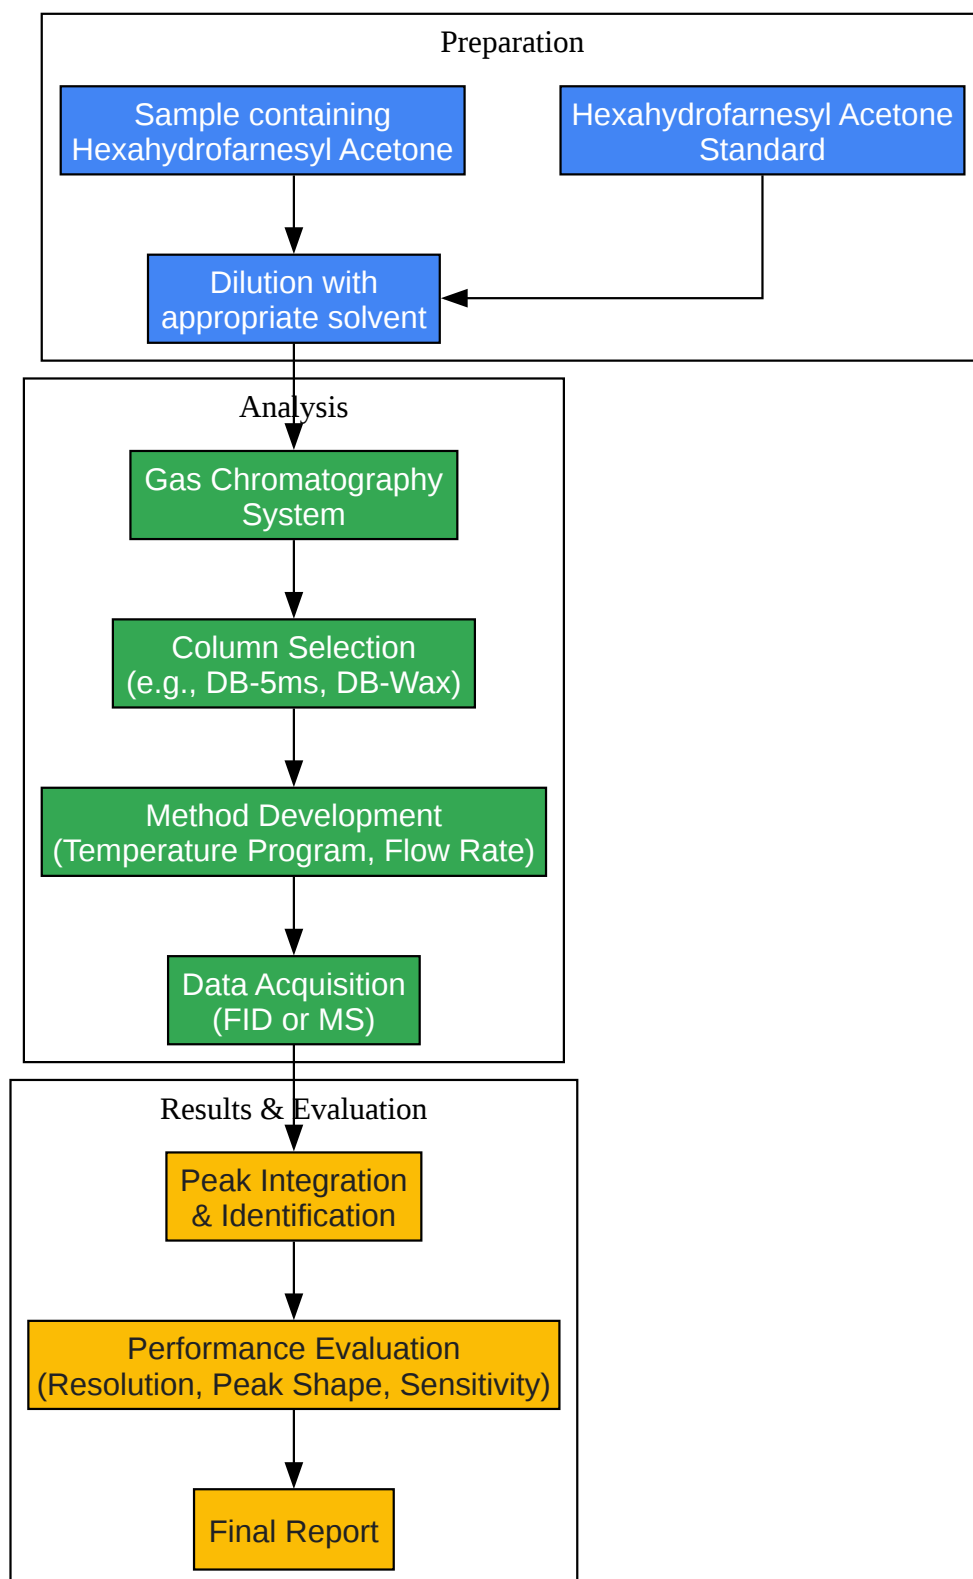 Preparation
Sample containing
Hexahydrofarnesyl Acetone
Hexahydrofarnesyl Acetone
Standard
Dilution with
appropriate solvent
Analysis
Gas Chromatography
System
Column Selection
(e.g., DB-5ms, DB-Wax)
Method Development
(Temperature Program, Flow Rate)
Data Acquisition
(FID or MS)
Results & Evaluation
Peak Integration
& Identification
Performance Evaluation
(Resolution, Peak Shape, Sensitivity)
Final Report